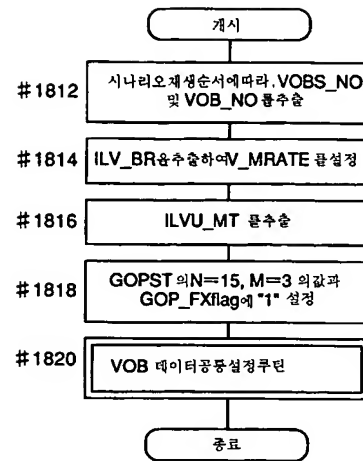 개시
#1812
시나리오재생순서에따라, VOBS_NO
및 VOB_NO 를추출
#1814
ILV_BR을추출하여V_MRATE 를설정
#1816
ILVU_MT 를추출
#1818
GOPST 의N=15, M=3 의값과
GOP_FXflag에 "1" 설정
#1820
VOB 데이터공통설정루틴
종료